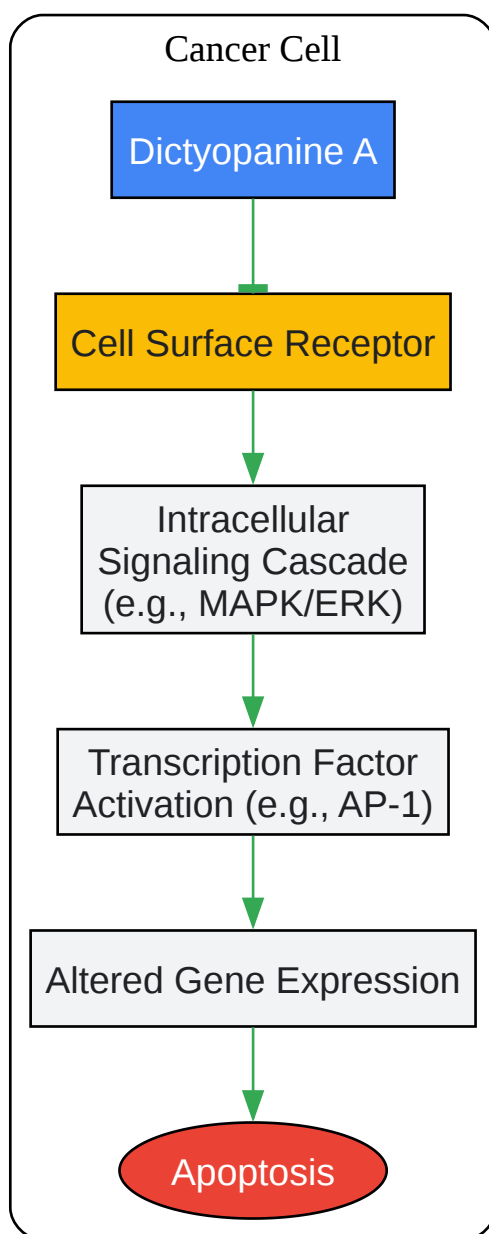 Cancer Cell
Dictyopanine A
Cell Surface Receptor
Intracellular
Signaling Cascade
(e.g., MAPK/ERK)
Transcription Factor
Activation (e.g., AP-1)
Altered Gene Expression
Apoptosis